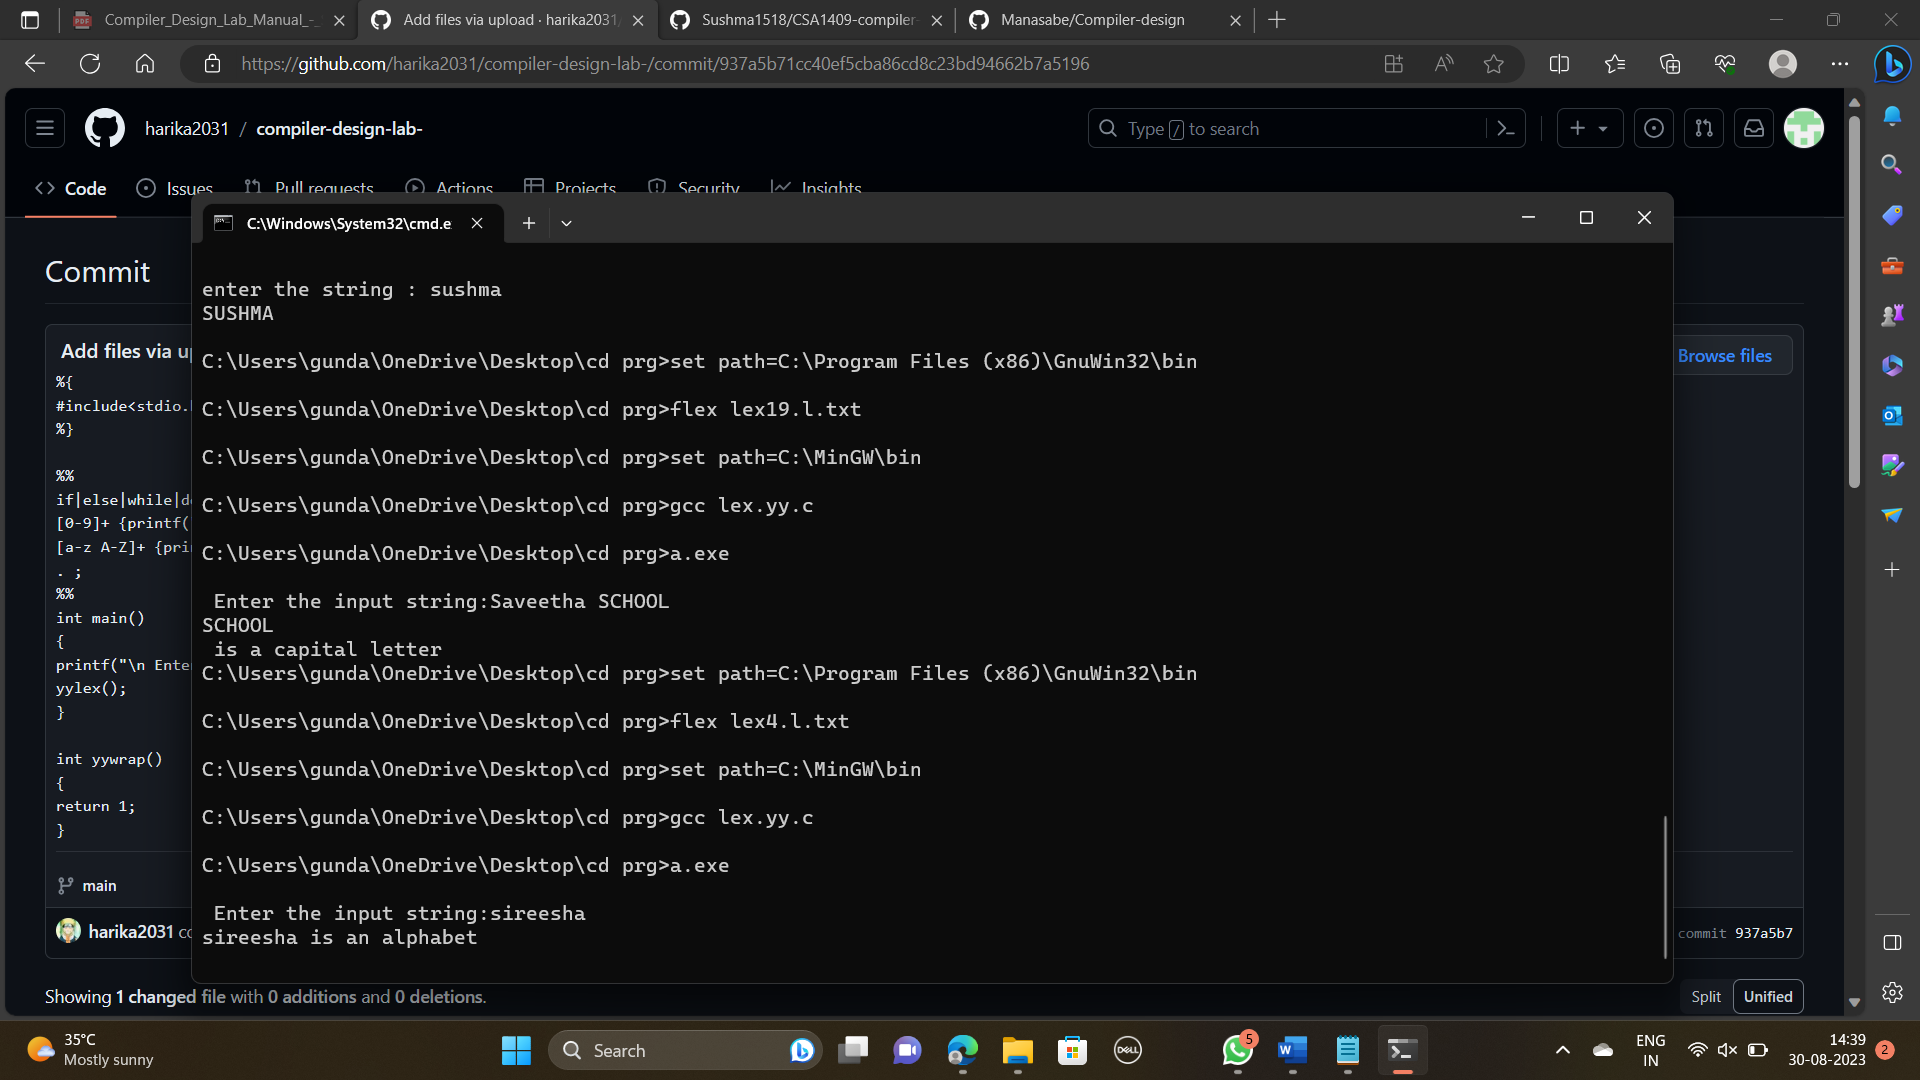 Compiler_Design_Lab_Manual_-_
Add files via upload · harika2031/
Sushma1518/CSA1409-compiler-
Manasabe/Compiler-design
https://github.com/harika2031/compiler-design-lab-/commit/937a5b71cc40ef5cba86cd8c23bd94662b7a5196
harika2031 / compiler-design-lab-
Type / to search
Code Issues Pull requests Actions Projects Security Insights
C:\Windows\System32\cmd.e
Commit
Add files via up
Browse files
%{
#include<stdio.h
%}
%%
if|else|while|do
[0-9]+ {printf(
[a-z A-Z]+ {pri
. ;
%%
int main()
{
printf("\n Ente
yylex();
}
int yywrap()
{
return 1;
}
enter the string : sushma
SUSHMA
C:\Users\gunda\OneDrive\Desktop\cd prg>set path=C:\Program Files (x86)\GnuWin32\bin
C:\Users\gunda\OneDrive\Desktop\cd prg>flex lex19.l.txt
C:\Users\gunda\OneDrive\Desktop\cd prg>set path=C:\MinGW\bin
C:\Users\gunda\OneDrive\Desktop\cd prg>gcc lex.yy.c
C:\Users\gunda\OneDrive\Desktop\cd prg>a.exe
Enter the input string:Saveetha SCHOOL
SCHOOL
is a capital letter
C:\Users\gunda\OneDrive\Desktop\cd prg>set path=C:\Program Files (x86)\GnuWin32\bin
C:\Users\gunda\OneDrive\Desktop\cd prg>flex lex4.l.txt
C:\Users\gunda\OneDrive\Desktop\cd prg>set path=C:\MinGW\bin
C:\Users\gunda\OneDrive\Desktop\cd prg>gcc lex.yy.c
C:\Users\gunda\OneDrive\Desktop\cd prg>a.exe
Enter the input string:sireesha
sireesha is an alphabet
main
harika2031 co
commit 937a5b7
Showing 1 changed file with 0 additions and 0 deletions.
Split Unified
35°C
Mostly sunny
Search
DELL
5
ENG
IN
14:39
30-08-2023
2